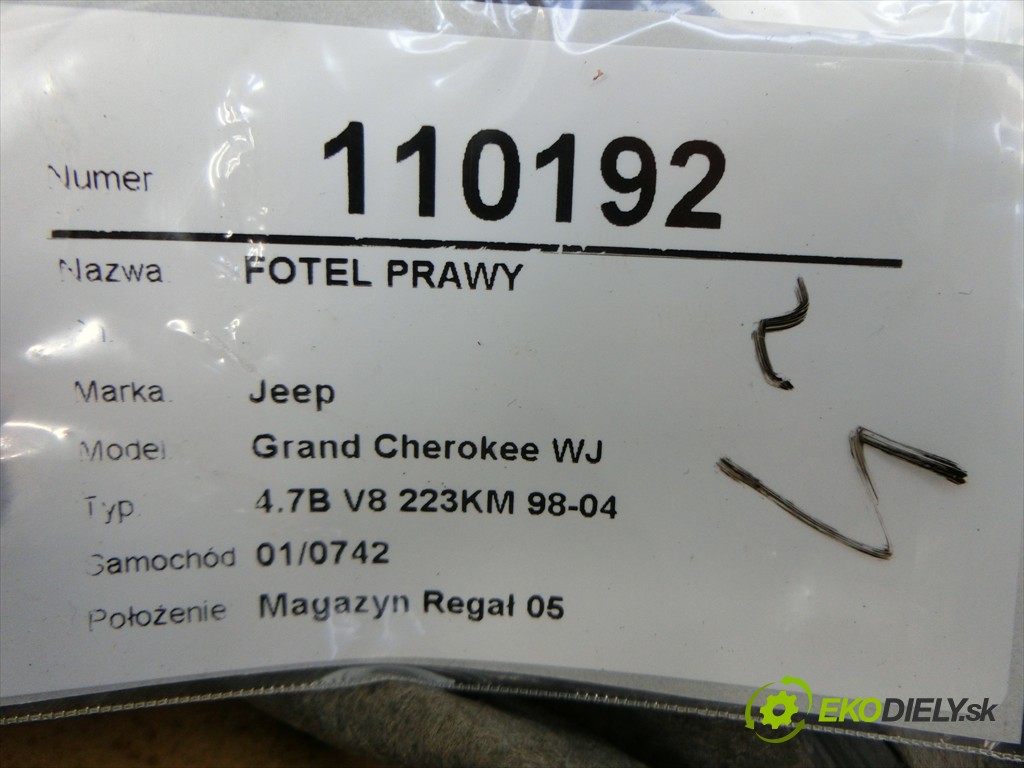 Numer 110192
Nazwa FOTEL PRAWY
Marka. Jeep
Model Grand Cherokee WJ
Typ. 4.7B V8 223KM 98-04
Samochód 01/0742
Położenie Magazyn Regał 05
EKODIELY.sk